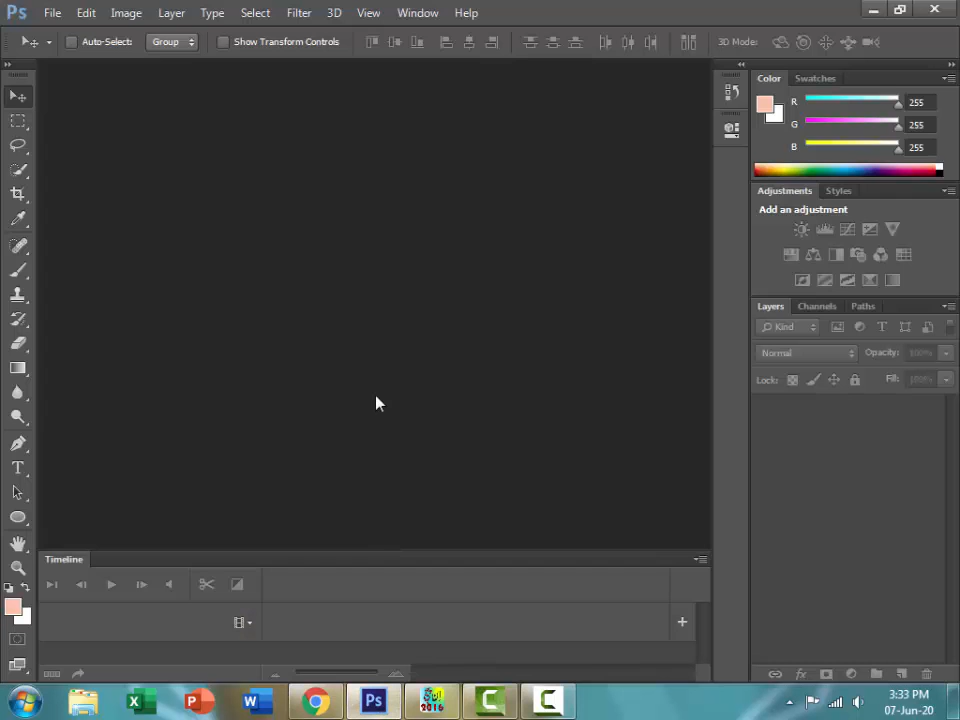 Ps File Edit Image Layer Type Select Filter 3D View Window Help
Auto-Select: Group Show Transform Controls 3D Mode:
Color Swatches
R 255
G 255
B 255
Adjustments Styles
Add an adjustment
Layers Channels Paths
Kind
Normal Opacity: 100%
Lock: Fill: 100%
Timeline
3:33 PM
07-Jun-20